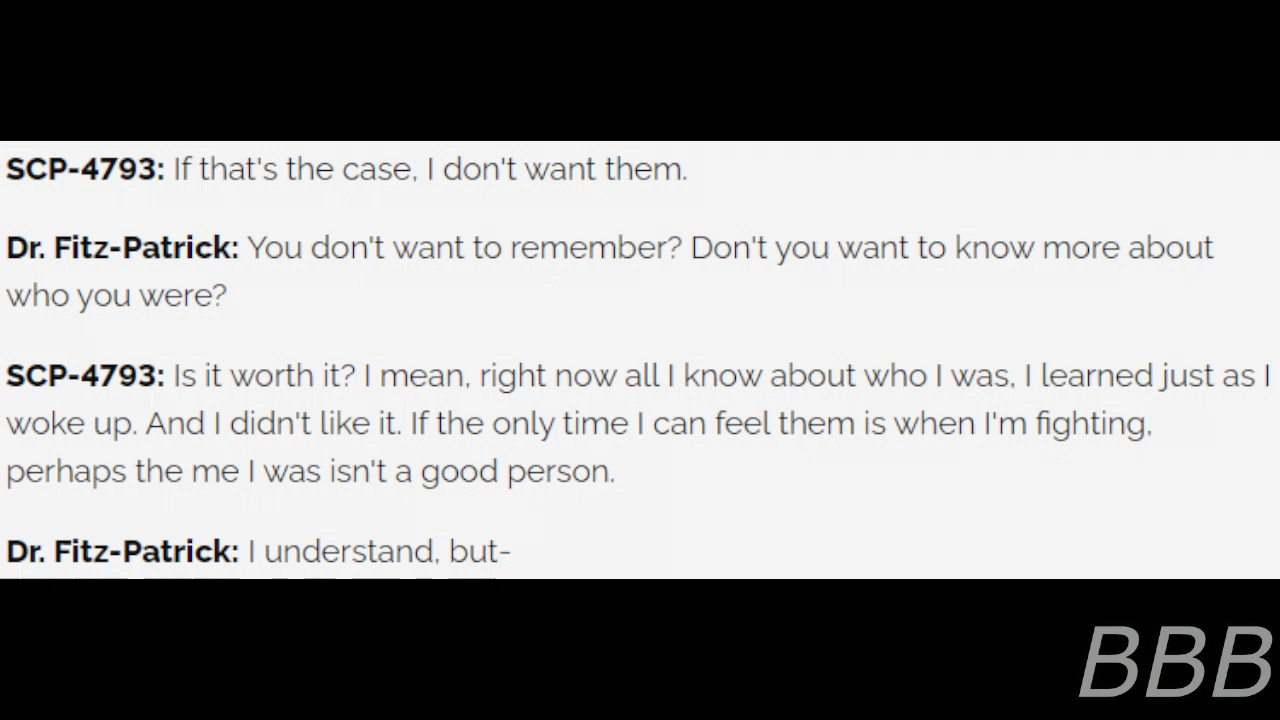 SCP-4793: If that's the case, I don't want them.
Dr. Fitz-Patrick: You don't want to remember? Don't you want to know more about
who you were?
SCP-4793: Is it worth it? I mean, right now all I know about who I was, I learned just as I
woke up. And I didn't like it. If the only time I can feel them is when I'm fighting,
perhaps the me I was isn't a good person.
Dr. Fitz-Patrick: I understand, but-
BBB